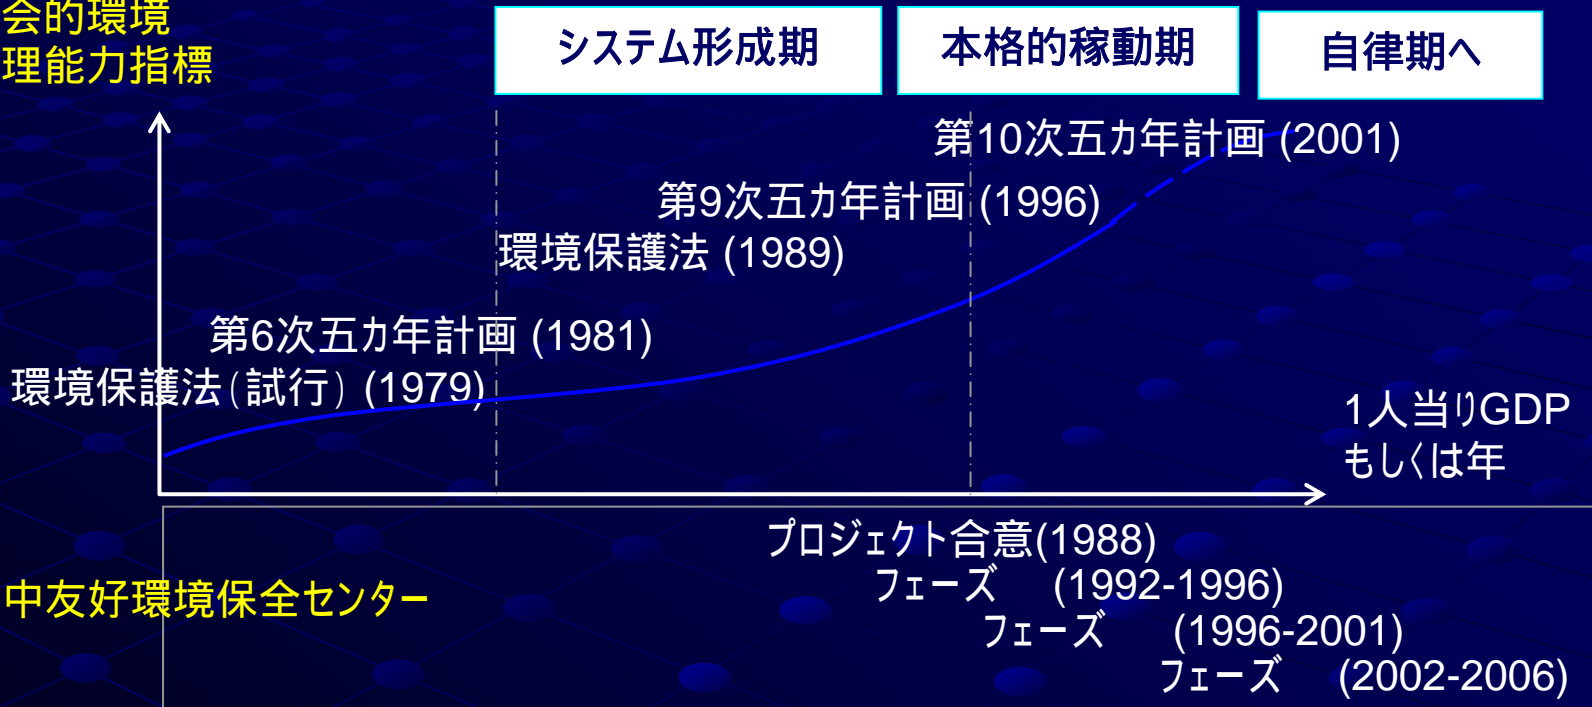 会的環境
理能力指標
システム形成期
本格的稼動期
自律期へ
第10次五カ年計画 (2001)
第9次五カ年計画 (1996)
環境保護法 (1989)
第6次五カ年計画 (1981)
環境保護法(試行) (1979)
1人当りGDP
もしくは年
プロジェクト合意(1988)
フェーズ (1992-1996)
フェーズ (1996-2001)
フェーズ (2002-2006)
中友好環境保全センター